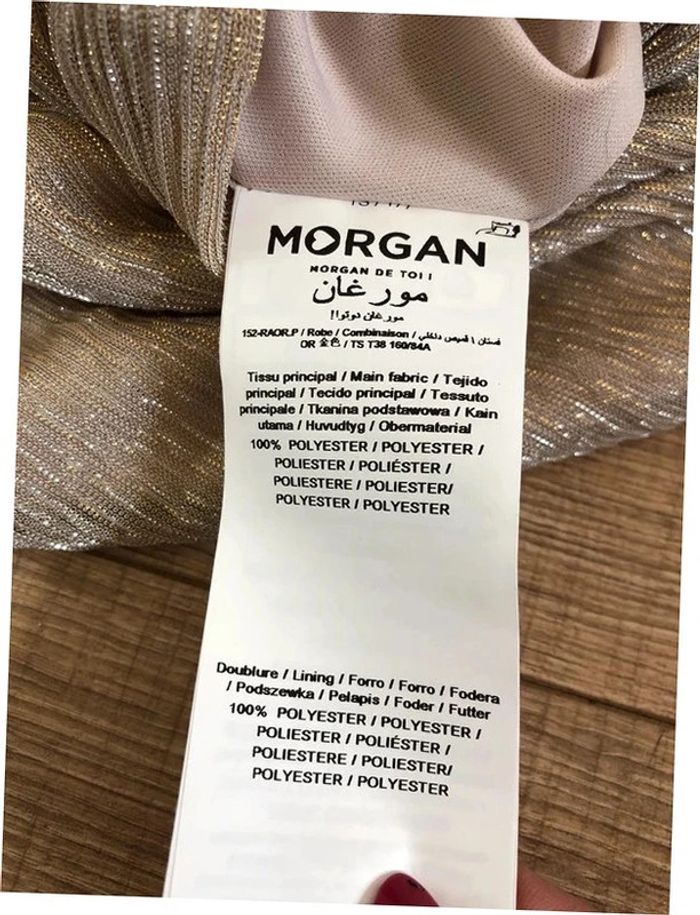 MORGAN
MORGAN DE TOI !
مورغان
مورغان دوتوا!
152-RAOR.P / Robe / Combinaison / فستان \ قميص داخلي
OR 金色 / TS T38 160/84A
Tissu principal / Main fabric / Tejido
principal / Tecido principal / Tessuto
principale / Tkanina podstawowa / Kain
utama / Huvudtyg / Obermaterial
100% POLYESTER / POLYESTER /
POLIESTER / POLIÉSTER /
POLIESTERE / POLIESTER/
POLYESTER / POLYESTER
Doublure / Lining / Forro / Forro / Fodera
/ Podszewka / Pelapis / Foder / Futter
100% POLYESTER / POLYESTER /
POLIESTER / POLIÉSTER /
POLIESTERE / POLIESTER/
POLYESTER / POLYESTER